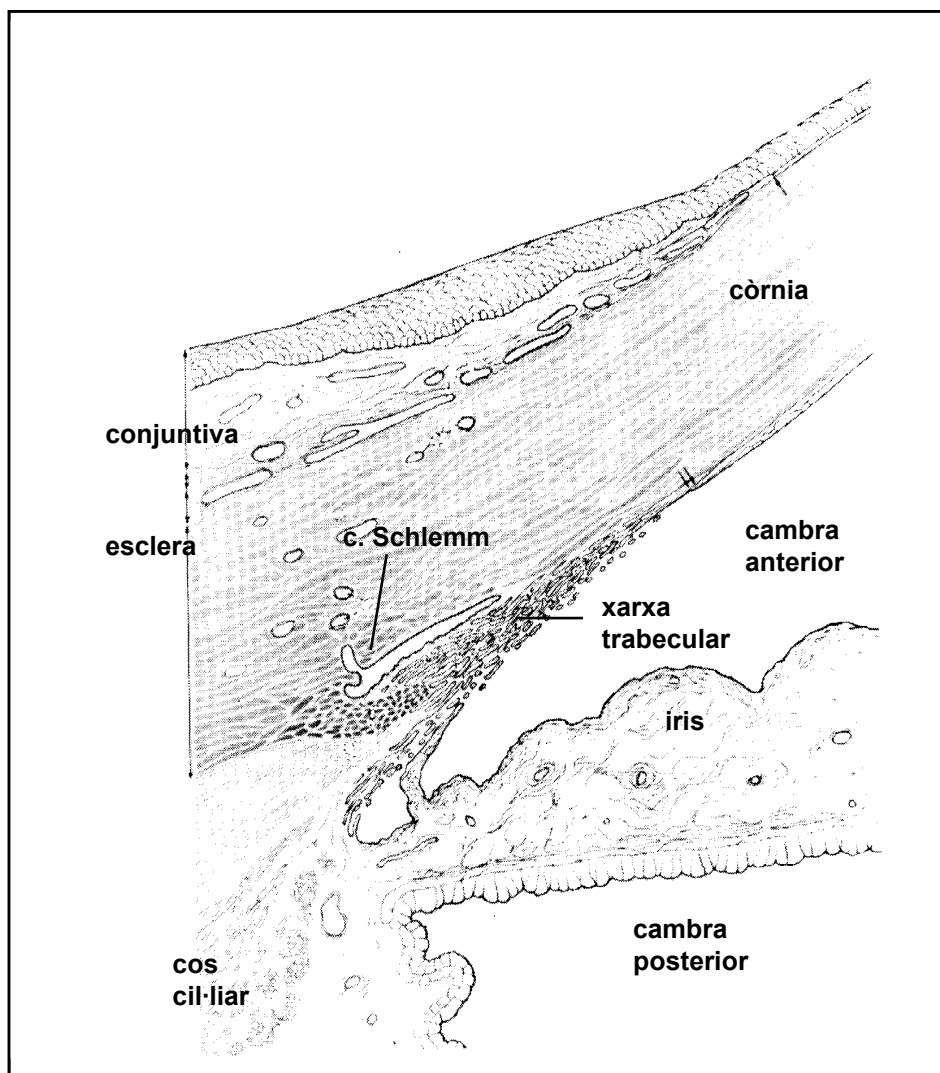 còrnia
conjuntiva
esclera
c. Schlemm
cambra
anterior
xarxa
trabecular
iris
cambra
posterior
cos
cil·liar